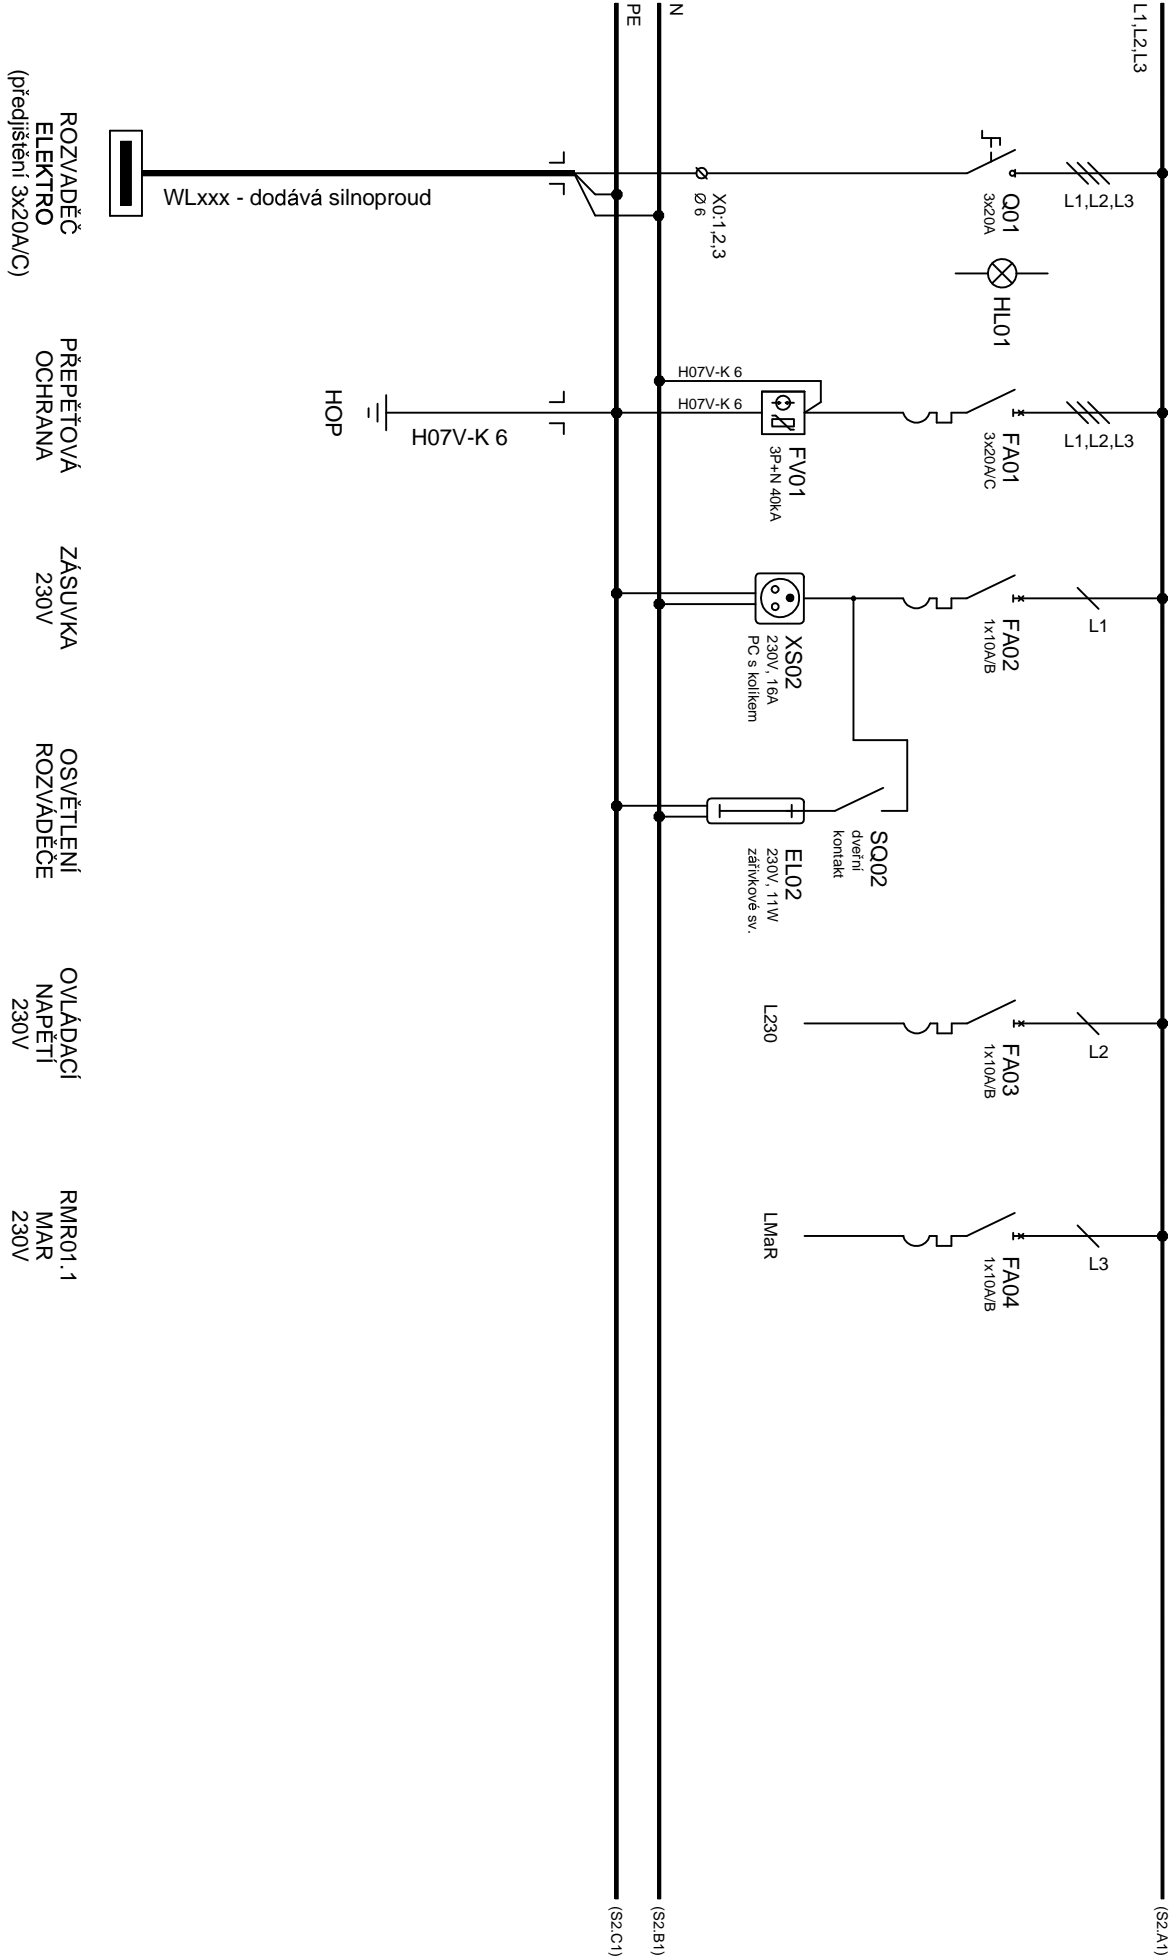 L1,L2,L3
(S2.A1)
L1,L2,L3
Q01
3x20A
HL01
X0:1,2,3
Ø 6
L1,L2,L3
FA01
3x20A/C
FV01
3P+N 40kA
H07V-K 6
H07V-K 6
L1
FA02
1x10A/B
XS02
230V, 16A
PC s kolíkem
SQ02
dveřní
kontakt
EL02
230V, 11W
zářivkové sv.
L2
FA03
1x10A/B
L230
L3
FA04
1x10A/B
LMaR
N
(S2.B1)
PE
(S2.C1)
WLxxx - dodává silnoproud
H07V-K 6
HOP
ROZVADĚČ
ELEKTRO
(předjištění 3x20A/C)
PŘEPĚŤOVÁ
OCHRANA
ZÁSUVKA
230V
OSVĚTLENÍ
ROZVÁDĚČE
OVLÁDACÍ
NAPĚTÍ
230V
RMR01.1
MAR
230V